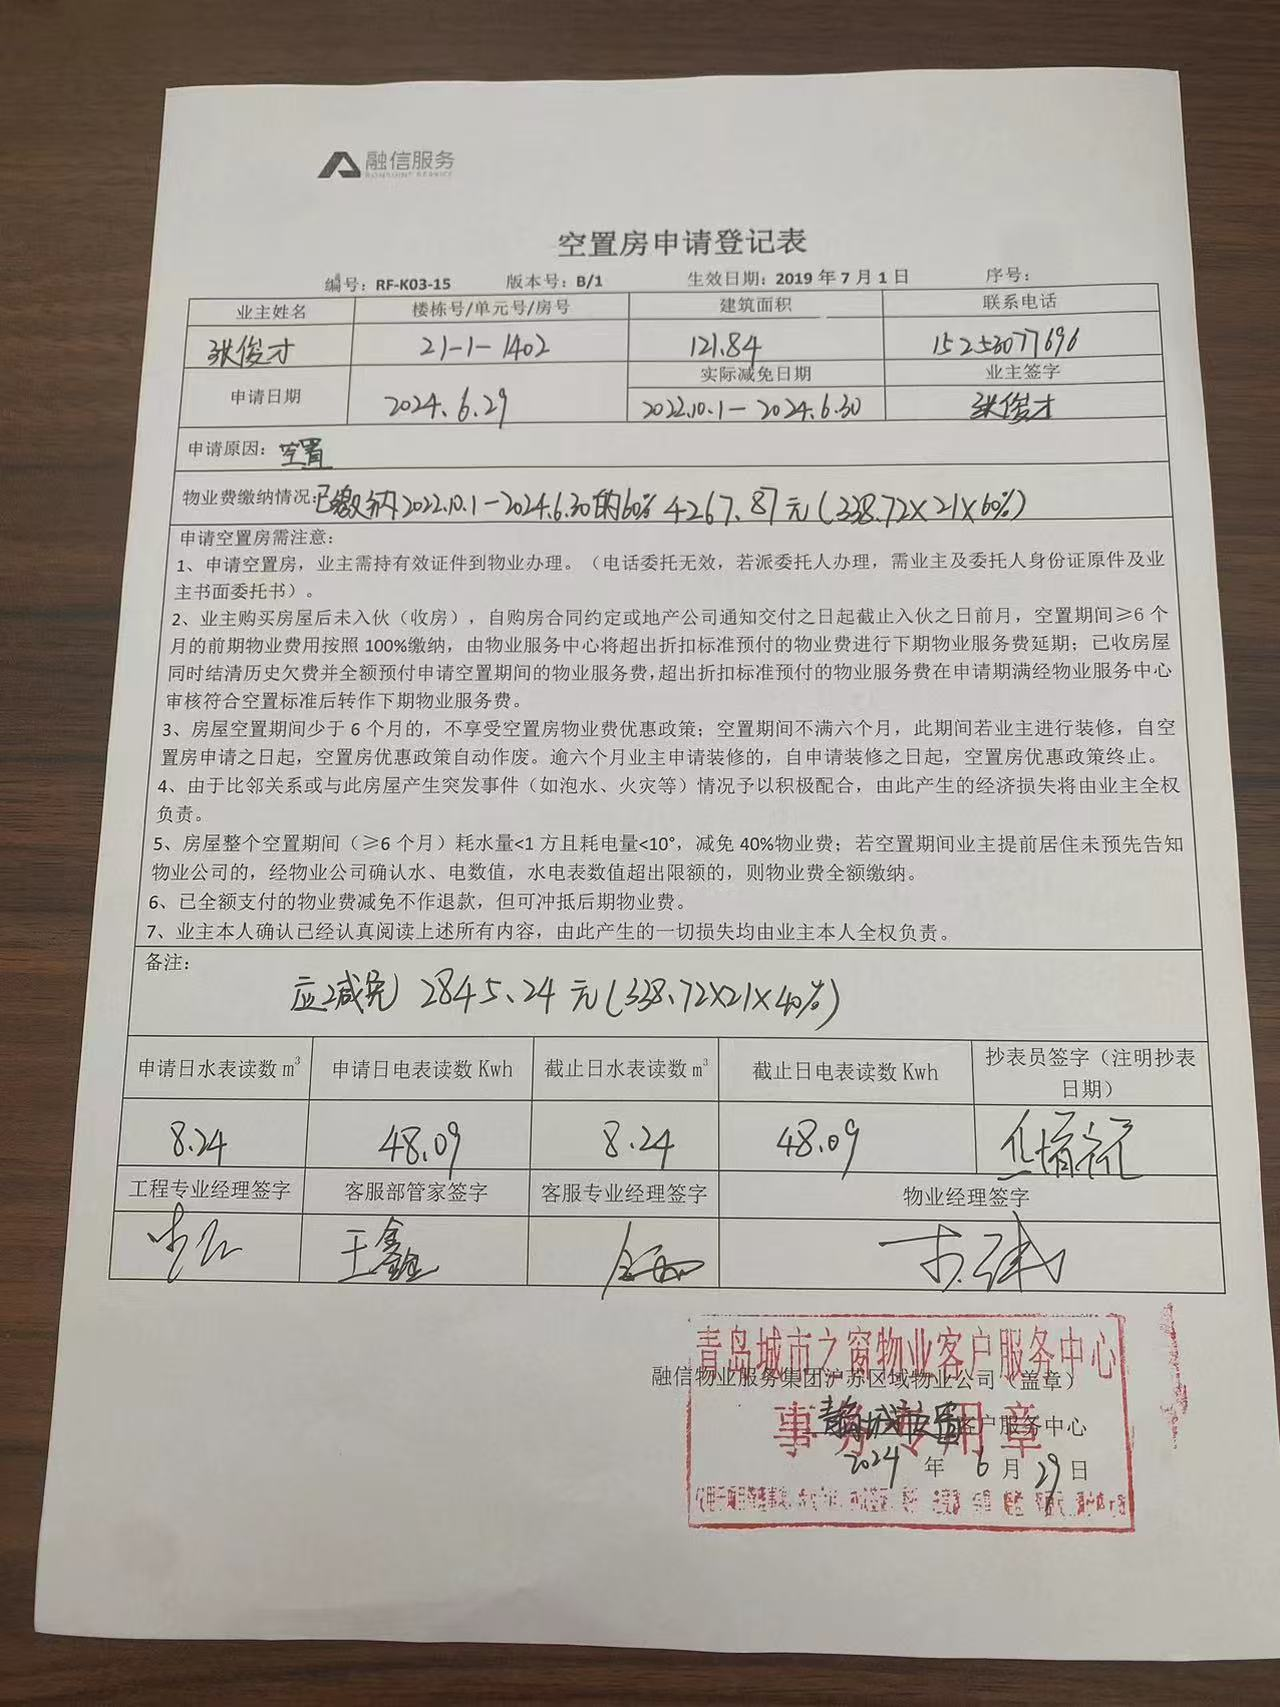 融信服务
RONSHINE SERVICE
空置房申请登记表
编号：RF-K03-15 版本号：B/1 生效日期：2019 年 7 月 1 日 序号：
业主姓名 楼栋号/单元号/房号 建筑面积 联系电话
张俊才 21-1-1402 121.84 15253077696
申请日期 2024.6.29 实际减免日期 业主签字
2022.10.1-2024.6.30 张俊才
申请原因：空置
物业费缴纳情况：已缴纳2022.10.1-2024.6.30的60% 4267.87元(338.72×21×60%)
申请空置房需注意：
1、申请空置房，业主需持有效证件到物业办理。（电话委托无效，若派委托人办理，需业主及委托人身份证原件及业
主书面委托书）。
2、业主购买房屋后未入伙（收房），自购房合同约定或地产公司通知交付之日起截止入伙之日前月，空置期间≥6 个
月的前期物业费用按照 100%缴纳，由物业服务中心将超出折扣标准预付的物业费进行下期物业服务费延期；已收房屋
同时结清历史欠费并全额预付申请空置期间的物业服务费，超出折扣标准预付的物业服务费在申请期满经物业服务中心
审核符合空置标准后转作下期物业服务费。
3、房屋空置期间少于 6 个月的，不享受空置房物业费优惠政策；空置期间不满六个月，此期间若业主进行装修，自空
置房申请之日起，空置房优惠政策自动作废。逾六个月业主申请装修的，自申请装修之日起，空置房优惠政策终止。
4、由于比邻关系或与此房屋产生突发事件（如泡水、火灾等）情况予以积极配合，由此产生的经济损失将由业主全权
负责。
5、房屋整个空置期间（≥6 个月）耗水量<1 方且耗电量<10°，减免 40%物业费；若空置期间业主提前居住未预先告知
物业公司的，经物业公司确认水、电数值，水电表数值超出限额的，则物业费全额缴纳。
6、已全额支付的物业费减免不作退款，但可冲抵后期物业费。
7、业主本人确认已经认真阅读上述所有内容，由此产生的一切损失均由业主本人全权负责。
备注：
应减免 2845.24元(338.72×21×40%)
申请日水表读数 m³ 申请日电表读数 Kwh 截止日水表读数 m³ 截止日电表读数 Kwh 抄表员签字（注明抄表
日期）
8.24 48.09 8.24 48.09
工程专业经理签字 客服部管家签字 客服专业经理签字 物业经理签字
王鑫
青岛城市之窗物业客户服务中心
融信物业服务集团沪苏区域物业公司（盖章）
事务专用章
青岛城市之窗客户服务中心
2024 年 6 月 29 日